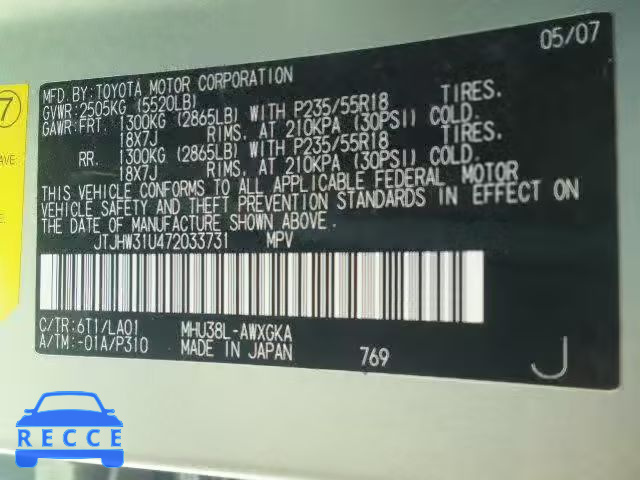 05/07
MFD. BY:TOYOTA MOTOR CORPORATION
GVWR: 2505KG (5520LB)
GAWR: FRT. 1300KG (2865LB) WITH P235/55R18 TIRES.
18X7J RIMS, AT 210KPA (30PSI) COLD.
RR. 1300KG (2865LB) WITH P235/55R18 TIRES.
18X7J RIMS, AT 210KPA (30PSI) COLD.
THIS VEHICLE CONFORMS TO ALL APPLICABLE FEDERAL MOTOR
VEHICLE SAFETY AND THEFT PREVENTION STANDARDS IN EFFECT ON
THE DATE OF MANUFACTURE SHOWN ABOVE.
JTJHW31U472033731 MPV
C/TR: 6T1/LA01 MHU38L-AWXGKA
A/TM: -01A/P310 MADE IN JAPAN 769 J
7
AVE
RECCE